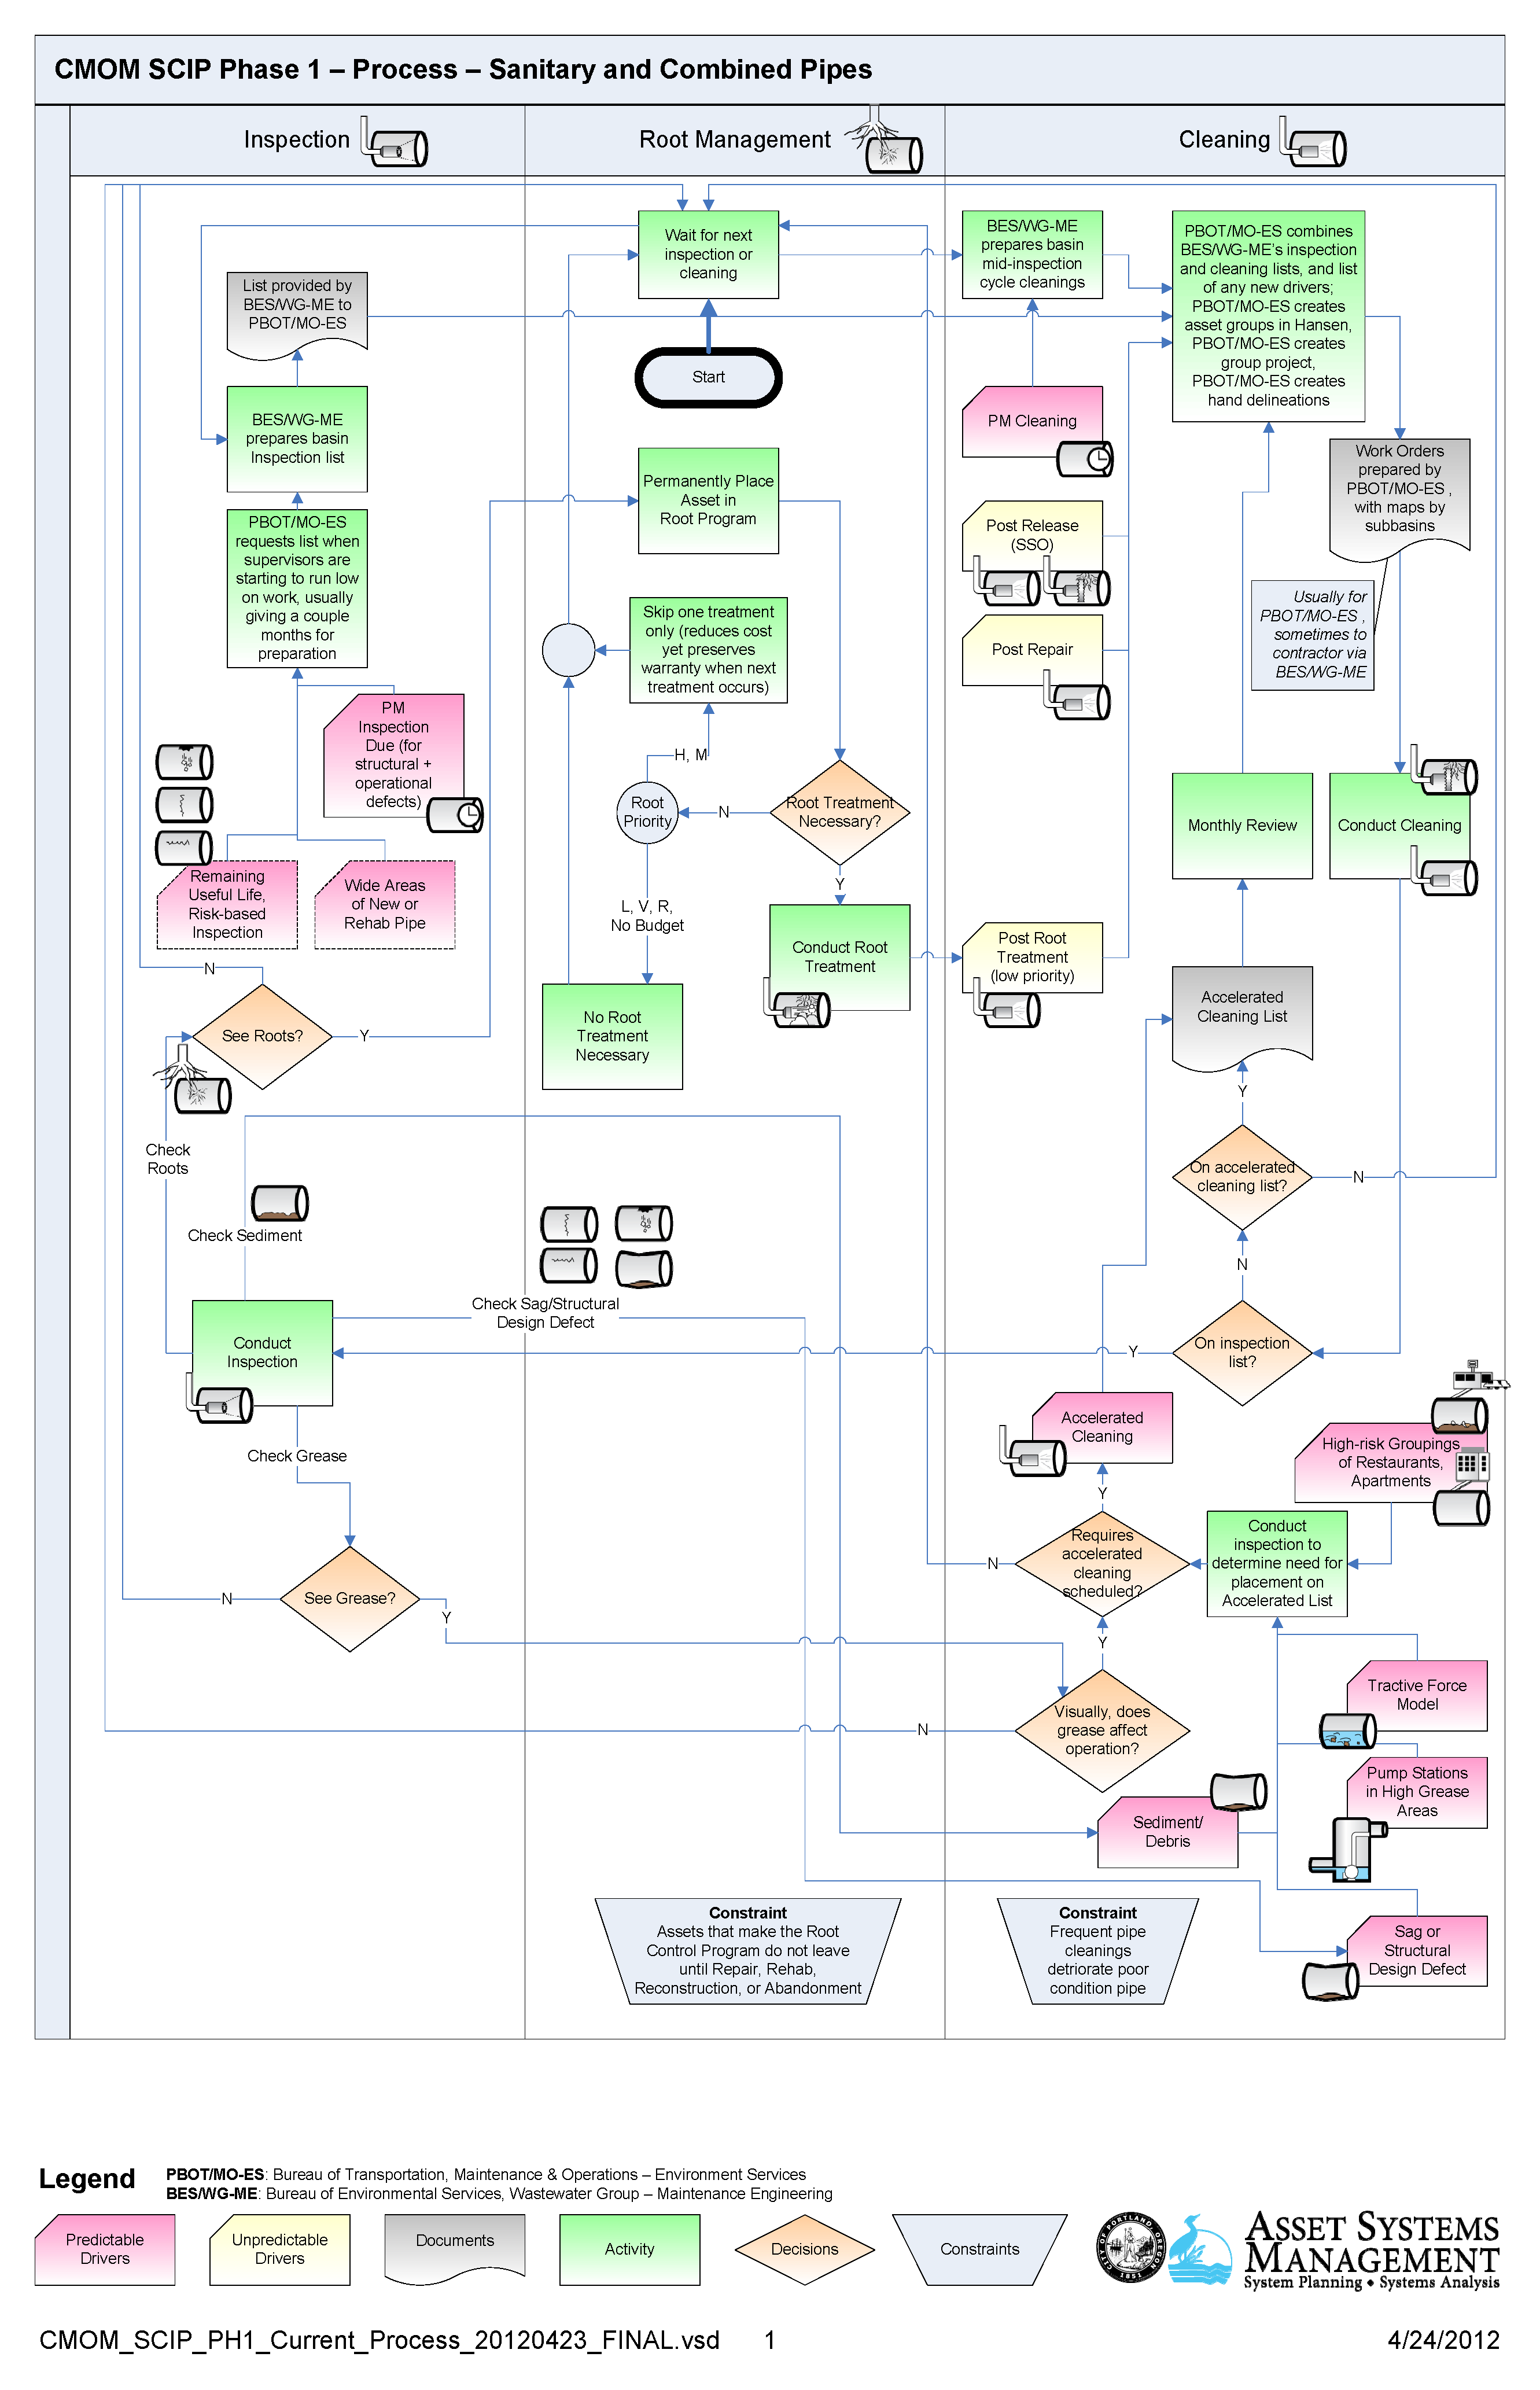 CMOM SCIP Phase 1 – Process – Sanitary and Combined Pipes
Inspection
Root Management
Cleaning
Wait for next
inspection or
cleaning
BES/WG-ME
prepares basin
mid-inspection
cycle cleanings
PBOT/MO-ES combines
BES/WG-ME's inspection
and cleaning lists, and list
of any new drivers;
PBOT/MO-ES creates
asset groups in Hansen,
PBOT/MO-ES creates
group project,
PBOT/MO-ES creates
hand delineations
List provided by
BES/WG-ME to
PBOT/MO-ES
Start
BES/WG-ME
prepares basin
Inspection list
PM Cleaning
Work Orders
prepared by
PBOT/MO-ES ,
with maps by
subbasins
Permanently Place
Asset in
Root Program
PBOT/MO-ES
requests list when
supervisors are
starting to run low
on work, usually
giving a couple
months for
preparation
Post Release
(SSO)
Usually for
PBOT/MO-ES ,
sometimes to
contractor via
BES/WG-ME
Skip one treatment
only (reduces cost
yet preserves
warranty when next
treatment occurs)
Post Repair
PM
Inspection
Due (for
structural +
operational
defects)
H, M
Root
Priority
N
Root Treatment
Necessary?
Y
Monthly Review
Conduct Cleaning
Remaining
Useful Life,
Risk-based
Inspection
Wide Areas
of New or
Rehab Pipe
L, V, R,
No Budget
Conduct Root
Treatment
Post Root
Treatment
(low priority)
N
See Roots?
Y
No Root
Treatment
Necessary
Accelerated
Cleaning List
Y
Check
Roots
On accelerated
cleaning list?
N
Check Sediment
N
Check Sag/Structural
Design Defect
Conduct
Inspection
Y
On inspection
list?
Accelerated
Cleaning
High-risk Groupings
of Restaurants,
Apartments
Check Grease
Y
Requires
accelerated
cleaning
scheduled?
N
Conduct
inspection to
determine need for
placement on
Accelerated List
N
See Grease?
Y
Y
Tractive Force
Model
Visually, does
grease affect
operation?
N
Pump Stations
in High Grease
Areas
Sediment/
Debris
Constraint
Assets that make the Root
Control Program do not leave
until Repair, Rehab,
Reconstruction, or Abandonment
Constraint
Frequent pipe
cleanings
deteriorate poor
condition pipe
Sag or
Structural
Design Defect
Legend
PBOT/MO-ES: Bureau of Transportation, Maintenance & Operations – Environment Services
BES/WG-ME: Bureau of Environmental Services, Wastewater Group – Maintenance Engineering
Predictable
Drivers
Unpredictable
Drivers
Documents
Activity
Decisions
Constraints
CITY OF PORTLAND, OREGON
1851
ASSET SYSTEMS
MANAGEMENT
System Planning • Systems Analysis
CMOM_SCIP_PH1_Current_Process_20120423_FINAL.vsd
1
4/24/2012